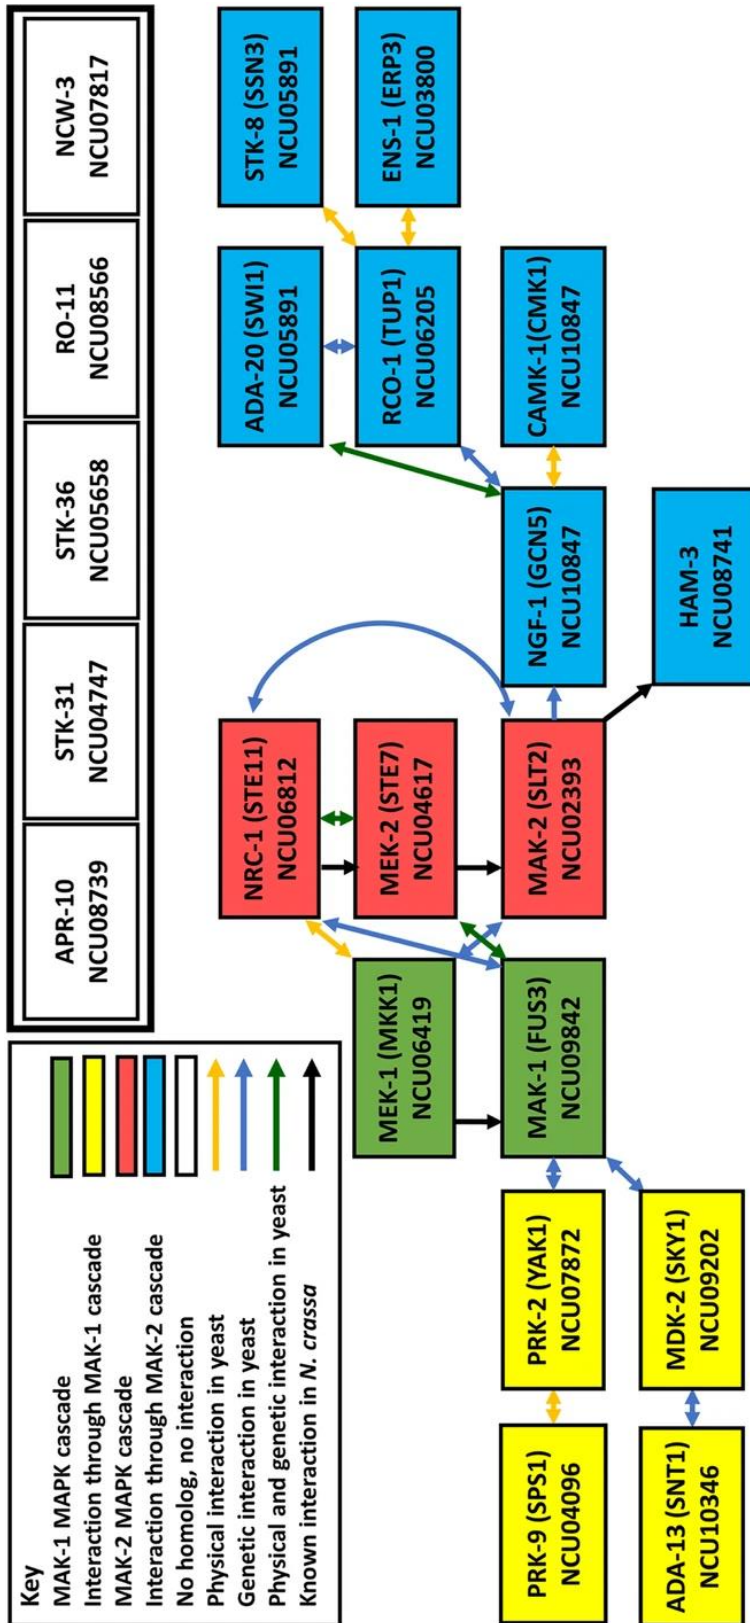 Key
MAK-1 MAPK cascade
Interaction through MAK-1 cascade
MAK-2 MAPK cascade
Interaction through MAK-2 cascade
No homolog, no interaction
Physical interaction in yeast
Genetic interaction in yeast
Physical and genetic interaction in yeast
Known interaction in N. crassa
APR-10
NCU08739
STK-31
NCU04747
STK-36
NCU05658
RO-11
NCU08566
NCW-3
NCU07817
NRC-1 (STE11)
NCU06812
ADA-20 (SWI1)
NCU05891
STK-8 (SSN3)
NCU05891
MEK-1 (MKK1)
NCU06419
MEK-2 (STE7)
NCU04617
RCO-1 (TUP1)
NCU06205
ENS-1 (ERP3)
NCU03800
PRK-9 (SPS1)
NCU04096
PRK-2 (YAK1)
NCU07872
MAK-1 (FUS3)
NCU09842
MAK-2 (SLT2)
NCU02393
NGF-1 (GCN5)
NCU10847
CAMK-1(CMK1)
NCU10847
ADA-13 (SNT1)
NCU10346
MDK-2 (SKY1)
NCU09202
HAM-3
NCU08741